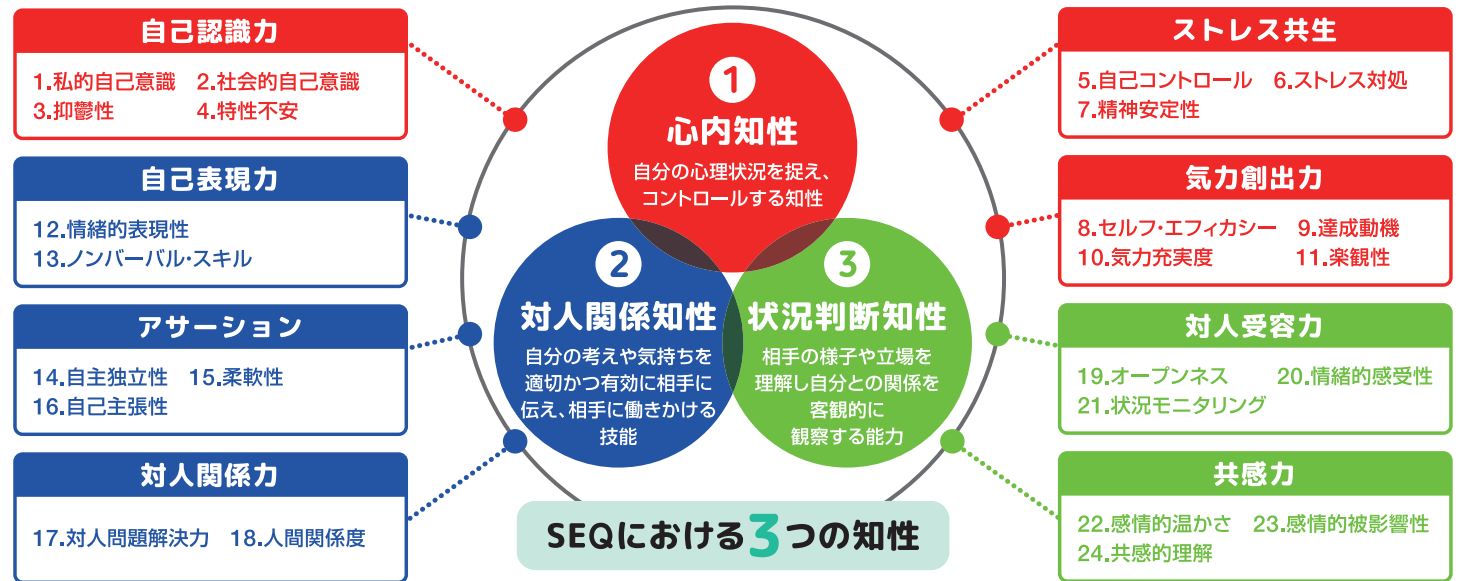 自己認識力
1.私的自己意識 2.社会的自己意識
3.抑鬱性 4.特性不安
自己表現力
12.情緒的表現性
13.ノンバーバル・スキル
アサーション
14.自主独立性 15.柔軟性
16.自己主張性
対人関係力
17.対人問題解決力 18.人間関係度
1
心内知性
自分の心理状況を捉え、
コントロールする知性
2
対人関係知性
自分の考えや気持ちを
適切かつ有効に相手に
伝え、相手に働きかける
技能
3
状況判断知性
相手の様子や立場を
理解し自分との関係を
客観的に
観察する能力
SEQにおける3つの知性
ストレス共生
5.自己コントロール 6.ストレス対処
7.精神安定性
気力創出力
8.セルフ・エフィカシー 9.達成動機
10.気力充実度 11.楽観性
対人受容力
19.オープンネス 20.情緒的感受性
21.状況モニタリング
共感力
22.感情的温かさ 23.感情的被影響性
24.共感的理解